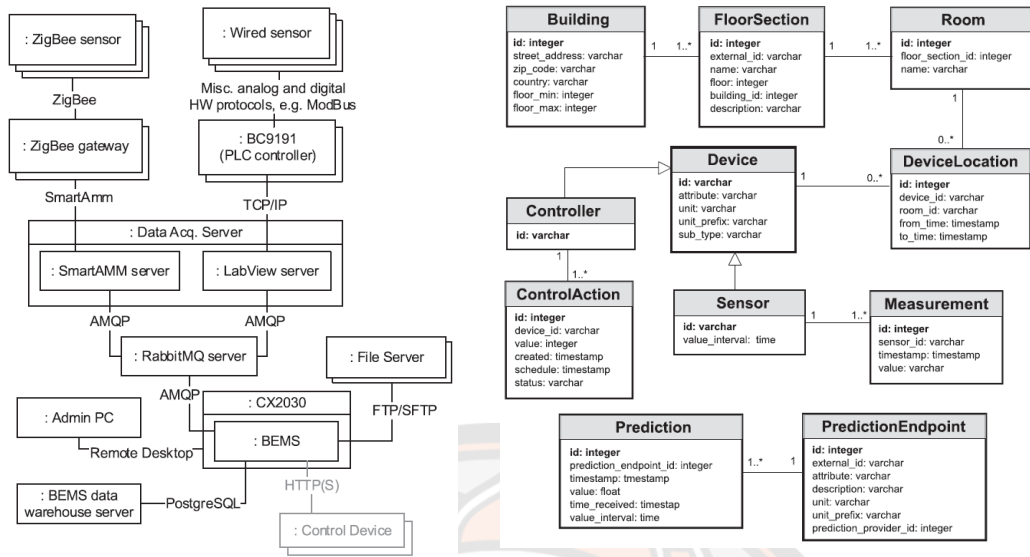 : ZigBee sensor
: Wired sensor
ZigBee
Misc. analog and digital
HW protocols, e.g. ModBus
: ZigBee gateway
: BC9191
(PLC controller)
SmartAmm
TCP/IP
: Data Acq. Server
: SmartAMM server
: LabView server
AMQP
AMQP
: RabbitMQ server
: File Server
AMQP
: CX2030
FTP/SFTP
: Admin PC
: BEMS
Remote Desktop
HTTP(S)
: BEMS data
warehouse server
PostgreSQL
: Control Device
Building
id: integer
street_address: varchar
zip_code: varchar
country: varchar
floor_min: integer
floor_max: integer
1
1..*
FloorSection
id: integer
external_id: varchar
name: varchar
floor: integer
building_id: integer
description: varchar
1
1..*
Room
id: integer
floor_section_id: integer
name: varchar
1
0..*
Device
id: varchar
attribute: varchar
unit: varchar
unit_prefix: varchar
sub_type: varchar
1
0..*
DeviceLocation
id: integer
device_id: varchar
room_id: varchar
from_time: timestamp
to_time: timestamp
Controller
id: varchar
1
1..*
ControlAction
id: integer
device_id: varchar
value: integer
created: timestamp
schedule: timestamp
status: varchar
Sensor
id: varchar
value_interval: time
1
1..*
Measurement
id: integer
sensor_id: varchar
timestamp: timestamp
value: varchar
Prediction
id: integer
prediction_endpoint_id: integer
timestamp: tmestamp
value: float
time_received: timestap
value_interval: time
1..*
1
PredictionEndpoint
id: integer
external_id: varchar
attribute: varchar
description: varchar
unit: varchar
unit_prefix: varchar
prediction_provider_id: integer